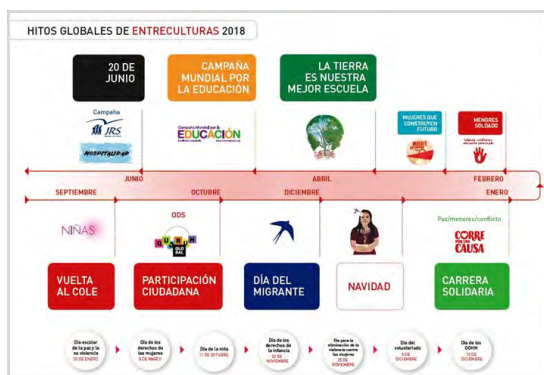 HITOS GLOBALES DE ENTRECULTURAS 2018
20 DE
JUNIO
CAMPAÑA
MUNDIAL POR
LA EDUCACIÓN
LA TIERRA
ES NUESTRA
MEJOR ESCUELA
Campaña
JRS
HOSPITALIDAD
Campaña Mundial por la
EDUCACIÓN
MUJERES QUE
CONSTRUYEN
FUTURO
MENORES
SOLDADO
JUNIO
ABRIL
FEBRERO
SEPTIEMBRE
OCTUBRE
DICIEMBRE
ENERO
NIÑAS
ODS
QUORUM
GLOBAL
Paz/menores/conflicto
CORRE
POR UNA
CAUSA
VUELTA
AL COLE
PARTICIPACIÓN
CIUDADANA
DÍA DEL
MIGRANTE
NAVIDAD
CARRERA
SOLIDARIA
Día escolar
de la paz y la
no violencia
30 DE ENERO
Día de los
derechos de
las mujeres
8 DE MARZO
Día de la niña
11 DE OCTUBRE
Día de los
derechos de la
infancia
20 DE
NOVIEMBRE
Día para la
eliminación de la
violencia contra
las mujeres
25 DE
NOVIEMBRE
Día del
voluntariado
5 DE
DICIEMBRE
Día de los
DDHH
10 DE
DICIEMBRE